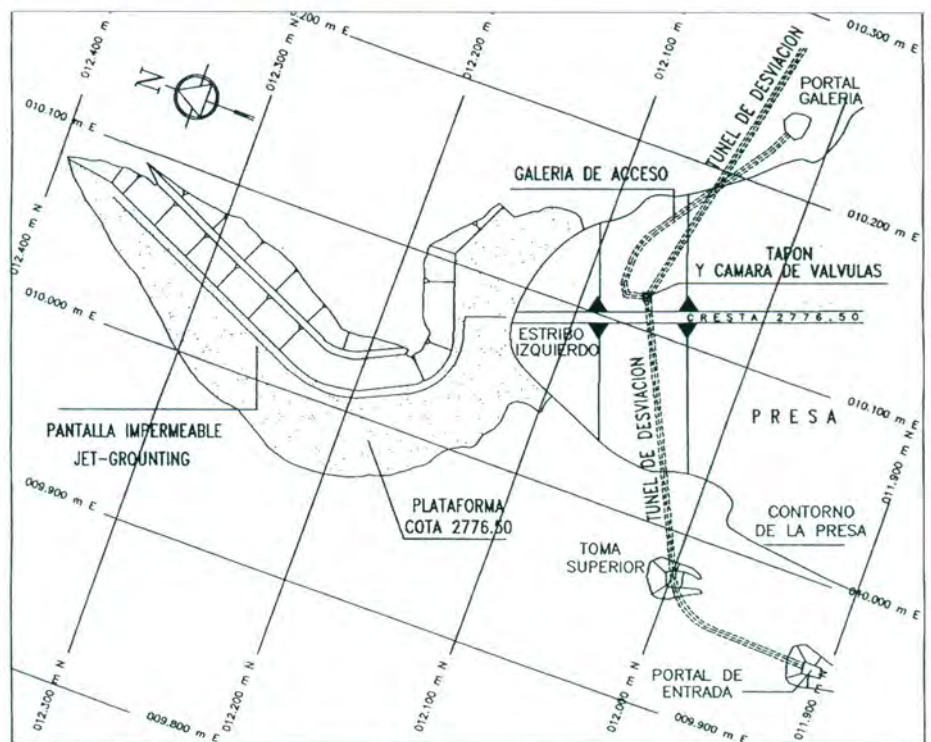 012.400 m E
012.300 m N
012.200 m
012.100 m
010.300 m E
N
010.100 m E
TUNEL DE DESVIACION
PORTAL
GALERIA
GALERIA DE ACCESO
010.200 m E
012.400 m N
010.000 m E
TAPON
Y CAMARA DE VALVULAS
CRESTA 2776.50
ESTRIBO
IZQUIERDO
010.100 m E
PRESA
PANTALLA IMPERMEABLE
JET-GROUNTING
TUNEL DE DESVIACION
011.900 m N E
009.900 m E
PLATAFORMA
COTA 2776.50
CONTORNO
DE LA PRESA
TOMA
SUPERIOR
010.000 m E
PORTAL DE
ENTRADA
012.300 m N
009.800 m E
012.200 m N
012.100 m N
012.000 m N
009.900 m E
011.900 m